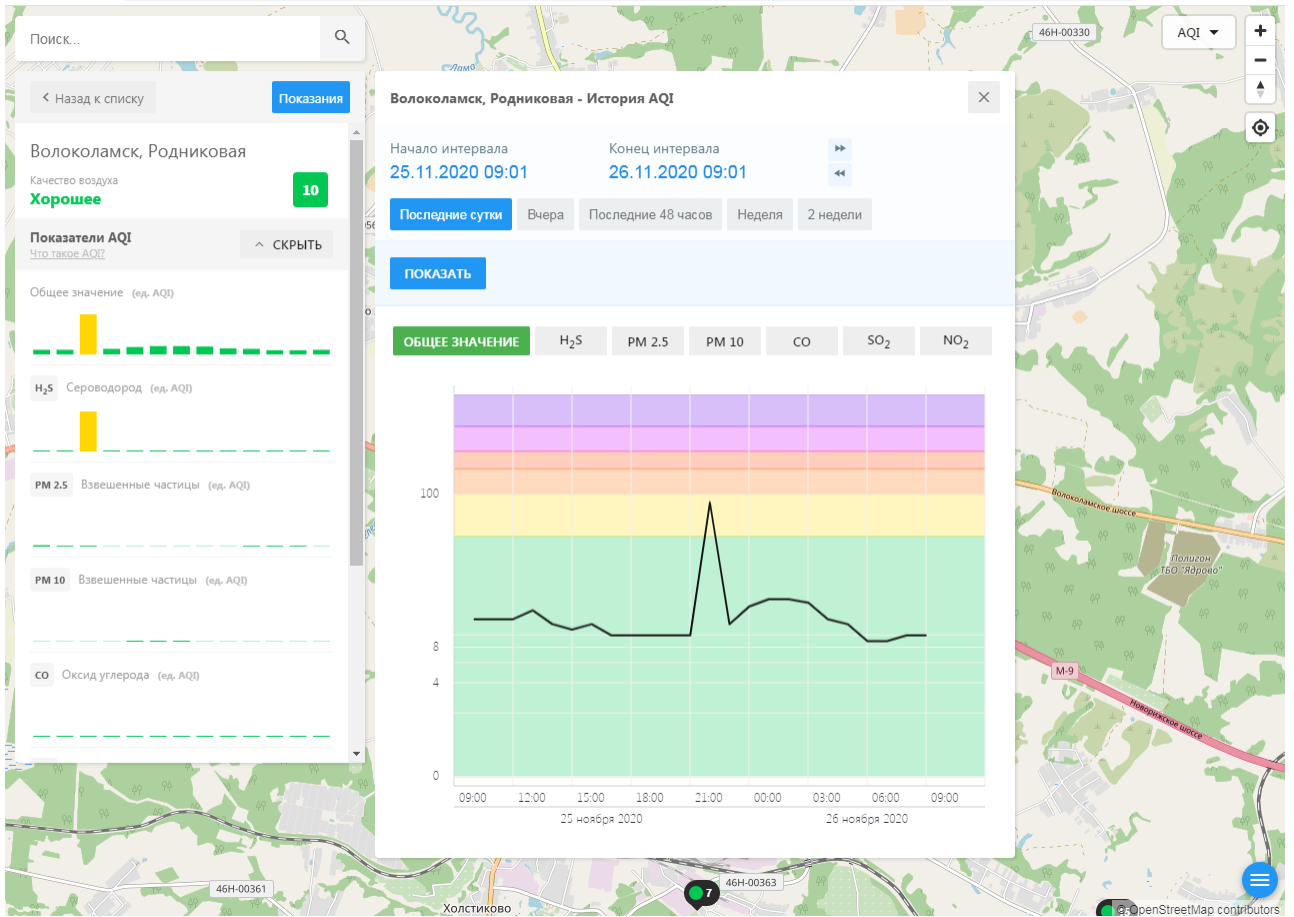 Поиск...
46Н-00330
AQI
Лама
Назад к списку
Показания
Волоколамск, Родниковая - История AQI
Волоколамск, Родниковая
Качество воздуха
Хорошее
10
Начало интервала
25.11.2020 09:01
Конец интервала
26.11.2020 09:01
Последние сутки
Вчера
Последние 48 часов
Неделя
2 недели
Показатели AQI
Что такое AQI?
СКРЫТЬ
ПОКАЗАТЬ
Общее значение (ед. AQI)
ОБЩЕЕ ЗНАЧЕНИЕ
H2S
PM 2.5
PM 10
CO
SO2
NO2
H2S Сероводород (ед. AQI)
PM 2.5 Взвешенные частицы (ед. AQI)
PM 10 Взвешенные частицы (ед. AQI)
CO Оксид углерода (ед. AQI)
100
8
4
0
09:00 12:00 15:00 18:00 21:00 00:00 03:00 06:00 09:00
25 ноября 2020
26 ноября 2020
Волоколамское шоссе
Полигон
ТБО "Ядрово"
М-9
Новорижское шоссе
46Н-00361
46Н-00363
7
Холстиково
© OpenStreetMap contributors